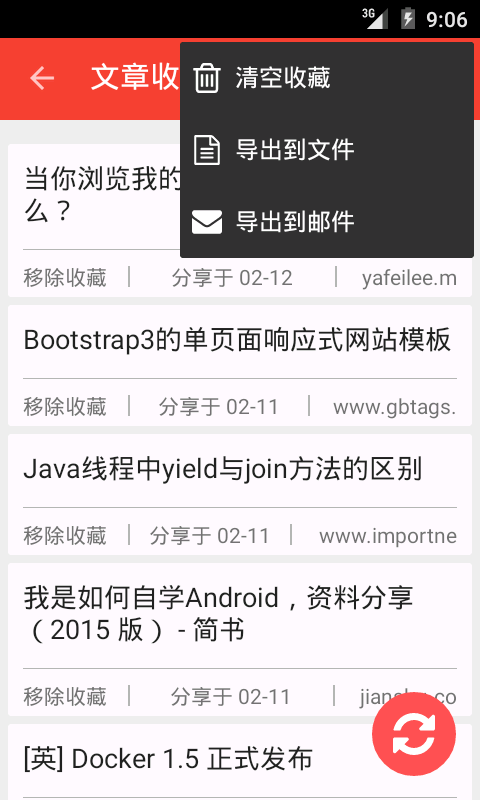 3G 9:06
文章收
清空收藏
导出到文件
导出到邮件
当你浏览我的
么？
移除收藏 | 分享于 02-12 | yafeilee.m
Bootstrap3的单页面响应式网站模板
移除收藏 | 分享于 02-11 | www.gbtags.
Java线程中yield与join方法的区别
移除收藏 | 分享于 02-11 | www.importne
我是如何自学Android，资料分享
（2015 版） - 简书
移除收藏 | 分享于 02-11 | jianshu.co
[英] Docker 1.5 正式发布